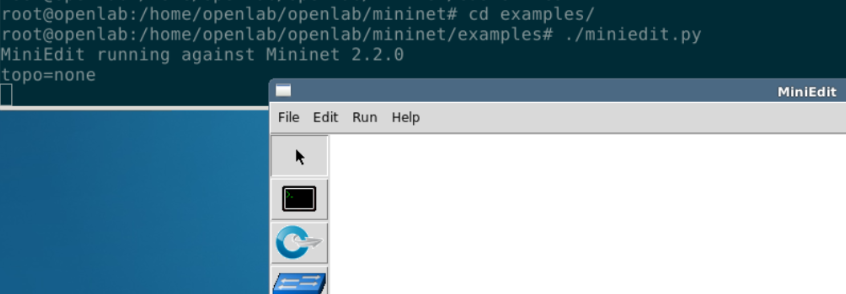 root@openlab:/home/openlab/openlab/mininet# cd examples/
root@openlab:/home/openlab/openlab/mininet/examples# ./miniedit.py
MiniEdit running against Mininet 2.2.0
topo=none
MiniEdit
File Edit Run Help